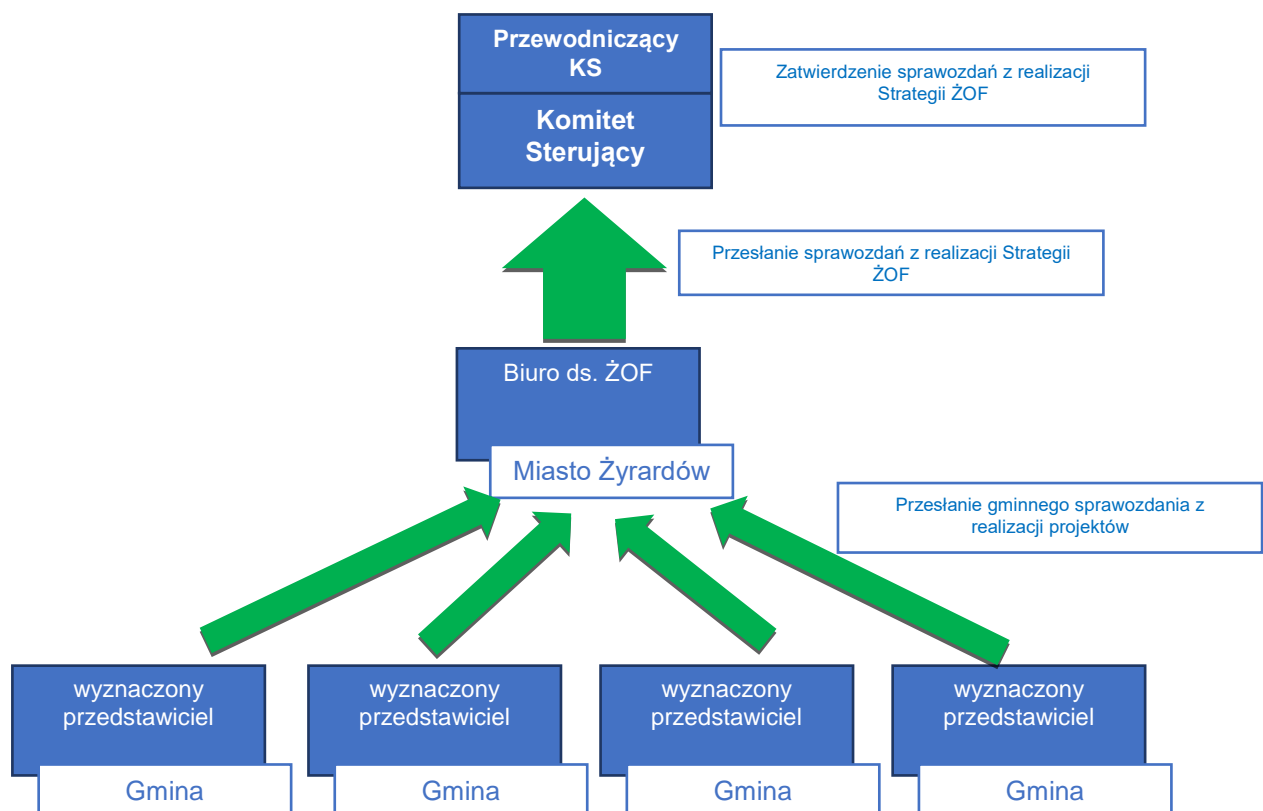 Przewodniczący
KS
Zatwierdzenie sprawozdań z realizacji
Strategii ŻOF
Komitet
Sterujący
Przesłanie sprawozdań z realizacji Strategii
ŻOF
Biuro ds. ŻOF
Miasto Żyrardów
Przesłanie gminnego sprawozdania z
realizacji projektów
wyznaczony
przedstawiciel
Gmina
wyznaczony
przedstawiciel
Gmina
wyznaczony
przedstawiciel
Gmina
wyznaczony
przedstawiciel
Gmina